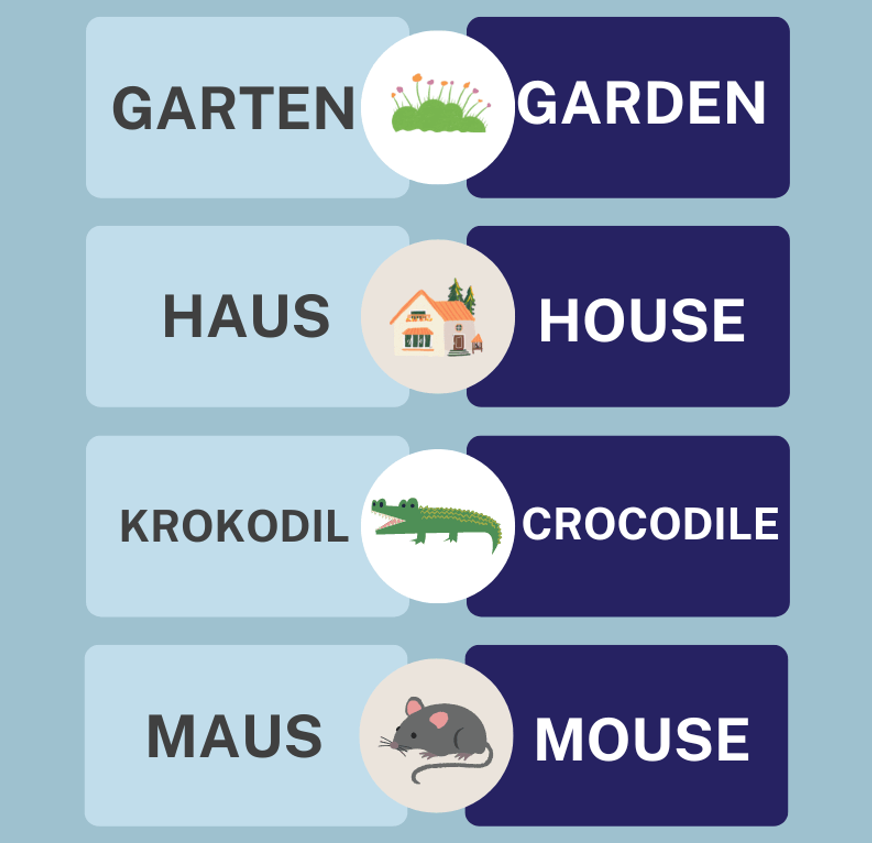 GARTEN
GARDEN
HAUS
HOUSE
KROKODIL
CROCODILE
MAUS
MOUSE